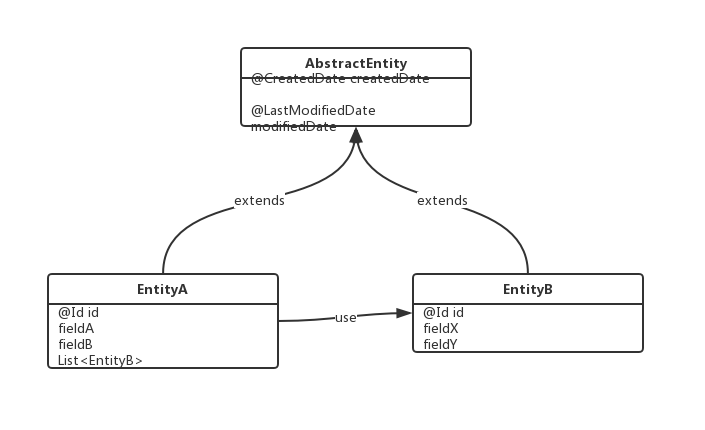 AbstractEntity
@CreatedDate createdDate
@LastModifiedDate
modifiedDate
extends
extends
EntityA
@Id id
fieldA
fieldB
List<EntityB>
use
EntityB
@Id id
fieldX
fieldY